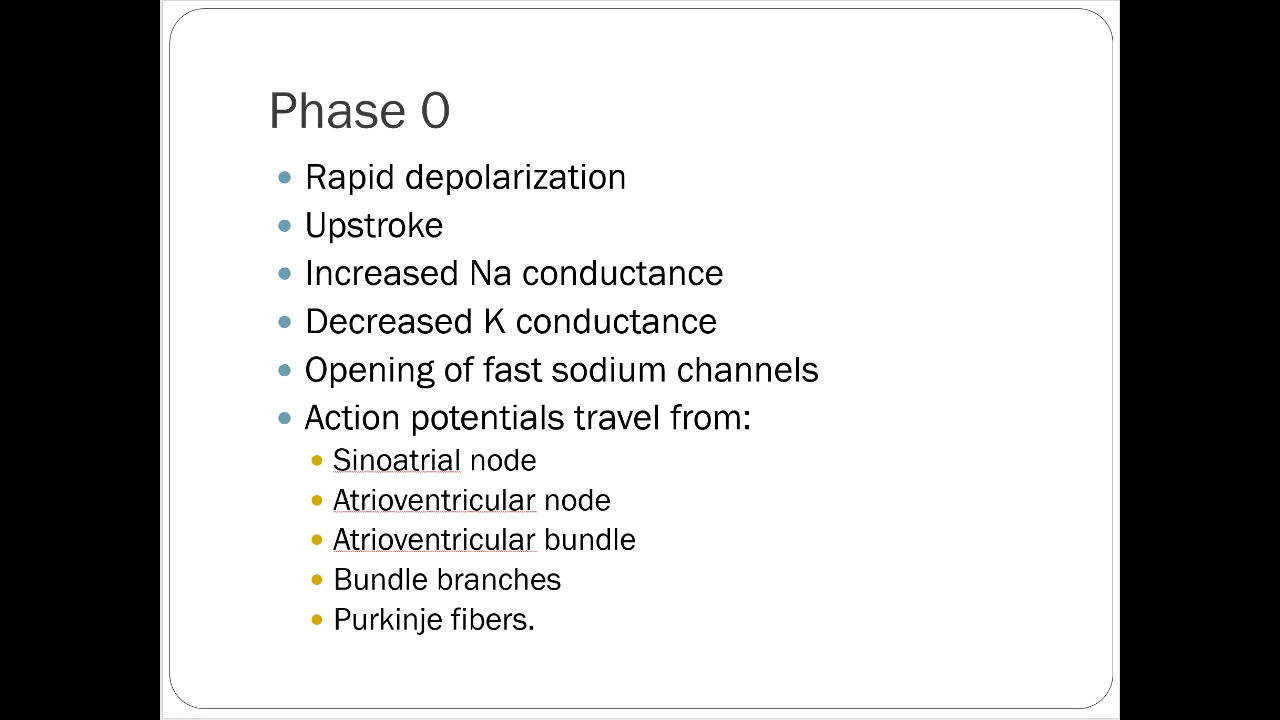 Phase 0
Rapid depolarization
Upstroke
Increased Na conductance
Decreased K conductance
Opening of fast sodium channels
Action potentials travel from:
Sinoatrial node
Atrioventricular node
Atrioventricular bundle
Bundle branches
Purkinje fibers.